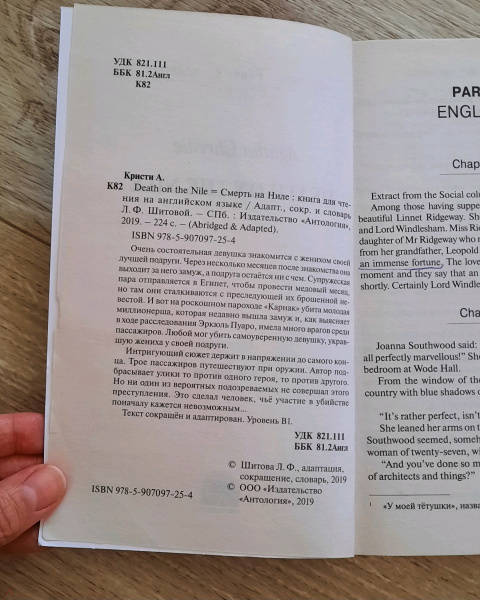 УДК 821.111
ББК 81.2Англ
К82
Кристи А.
К82 Death on the Nile = Смерть на Ниле : книга для чте-
ния на английском языке / Адапт., сокр. и словарь
Л. Ф. Шитовой. – СПб. : Издательство «Антология»,
2019. – 224 с. – (Abridged & Adapted).
ISBN 978-5-907097-25-4
Очень состоятельная девушка знакомится с женихом своей
лучшей подруги. Через несколько месяцев после знакомства она
выходит за него замуж, а подруга остаётся ни с чем. Супружеская
пара отправляется в Египет, чтобы провести медовый месяц,
но там они сталкиваются с преследующей их брошенной не-
вестой. И вот на роскошном пароходе «Карнак» убита молодая
миллионерша, которая недавно вышла замуж и, как выясняет
в ходе расследования Эркюль Пуаро, имела много врагов среди
пассажиров. Любой мог убить самоуверенную девушку, укра-
вшую жениха у своей подруги.
Интригующий сюжет держит в напряжении до самого кон-
ца. Трое пассажиров путешествуют при оружии. Автор под-
брасывает улики то против одного героя, то против другого.
Но ни один из вероятных подозреваемых не совершал этого
преступления. Это сделал человек, чьё участие в убийстве
поначалу кажется невозможным...
Текст сокращён и адаптирован. Уровень B1.
УДК 821.111
ББК 81.2Англ
© Шитова Л. Ф., адаптация,
сокращение, словарь, 2019
© ООО «Издательство
«Антология», 2019
ISBN 978-5-907097-25-4
PAR
ENGL
Chap
Extract from the Social colu
Among those having suppe
beautiful Linnet Ridgeway. Sh
and Lord Windlesham. Miss Ri
daughter of Mr Ridgeway who m
from her grandfather, Leopold
an immense fortune. The lovely
moment and they say that an
shortly. Certainly Lord Windle
Cha
Joanna Southwood said:
all perfectly marvellous!" She
bedroom at Wode Hall.
From the window of the
country with blue shadows o
"It's rather perfect, isn't
She leaned her arms on t
Southwood seemed, someh
woman of twenty-seven, wit
"And you've done so m
of architects and things?"
1 «У моей тётушки», назва